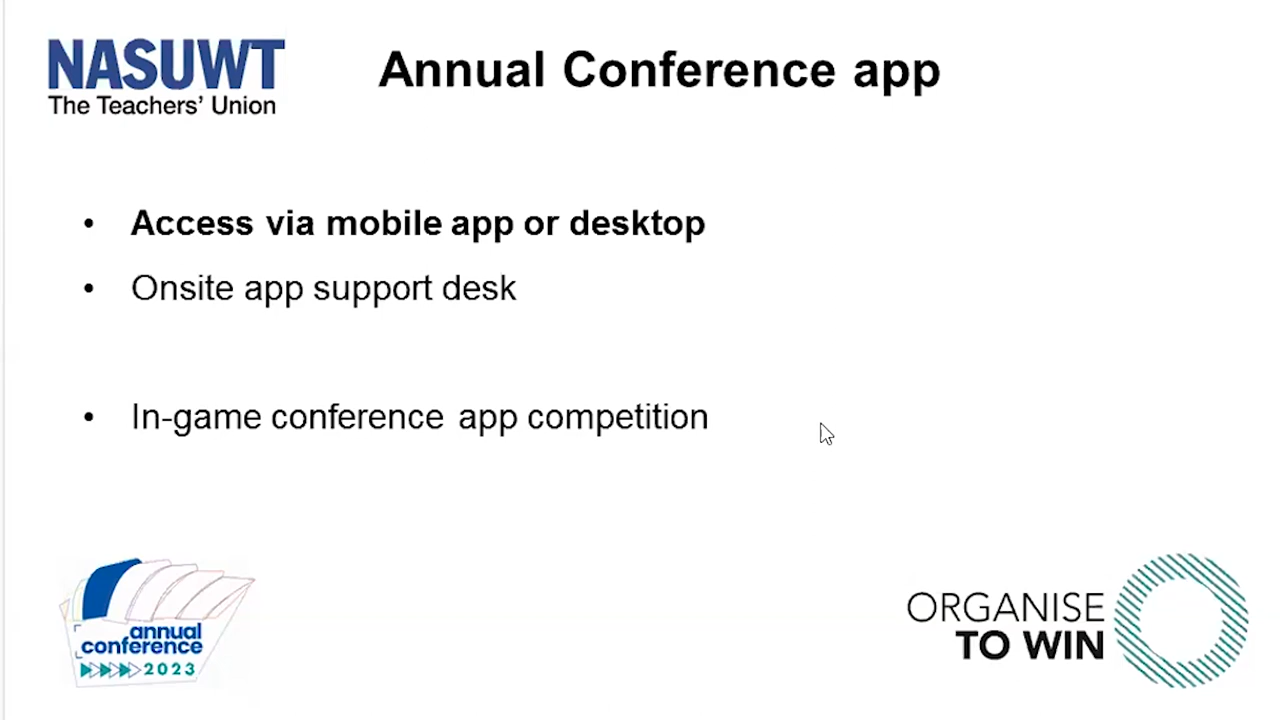 NASUWT
The Teachers' Union
Annual Conference app
• Access via mobile app or desktop
• Onsite app support desk
• In-game conference app competition
annual
conference
2023
ORGANISE
TO WIN